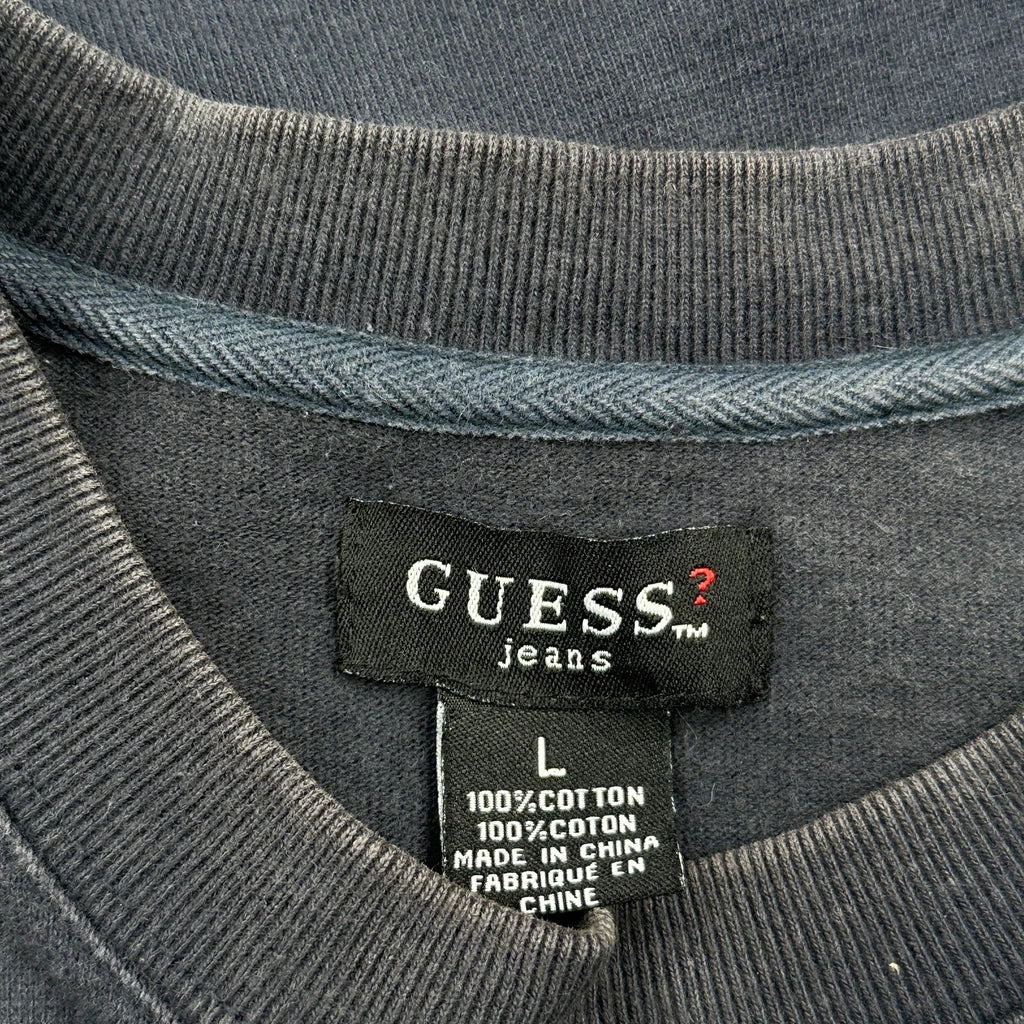 GUESS?™
jeans
L
100%COTTON
100%COTON
MADE IN CHINA
FABRIQUÉ EN
CHINE